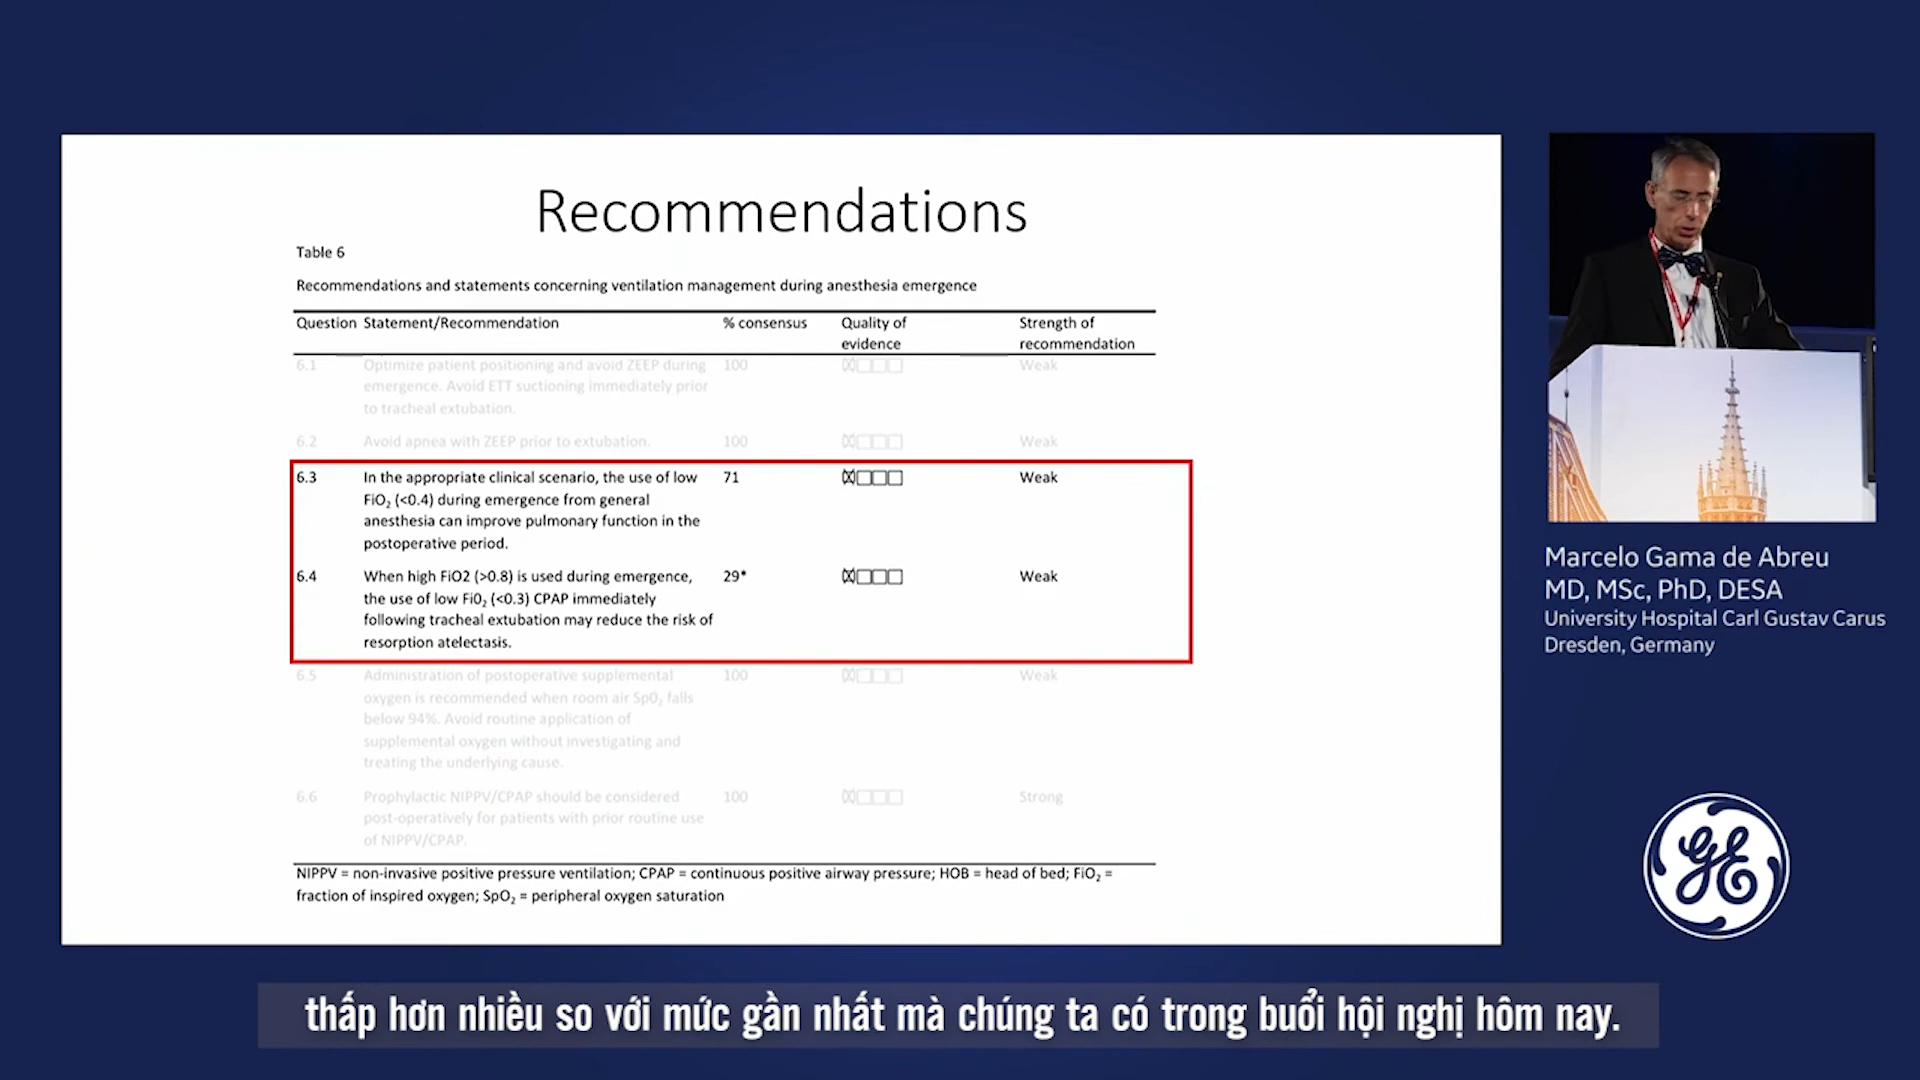 Recommendations
Table 6
Recommendations and statements concerning ventilation management during anesthesia emergence
Question Statement/Recommendation % consensus Quality of evidence Strength of recommendation
6.1 Optimize patient positioning and avoid ZEEP during 100 Weak
emergence. Avoid ETT suctioning immediately prior
to tracheal extubation.
6.2 Avoid apnea with ZEEP prior to extubation. 100 Weak
6.3 In the appropriate clinical scenario, the use of low 71 Weak
FiO₂ (<0.4) during emergence from general
anesthesia can improve pulmonary function in the
postoperative period.
6.4 When high FiO2 (>0.8) is used during emergence, 29* Weak
the use of low FiO₂ (<0.3) CPAP immediately
following tracheal extubation may reduce the risk of
resorption atelectasis.
6.5 Administration of postoperative supplemental 100 Weak
oxygen is recommended when room air SpO₂ falls
below 94%. Avoid routine application of
supplemental oxygen without investigating and
treating the underlying cause.
6.6 Prophylactic NIPPV/CPAP should be considered 100 Strong
post-operatively for patients with prior routine use
of NIPPV/CPAP.
NIPPV = non-invasive positive pressure ventilation; CPAP = continuous positive airway pressure; HOB = head of bed; FiO₂ =
fraction of inspired oxygen; SpO₂ = peripheral oxygen saturation
Marcelo Gama de Abreu
MD, MSc, PhD, DESA
University Hospital Carl Gustav Carus
Dresden, Germany
GE
thấp hơn nhiều so với mức gần nhất mà chúng ta có trong buổi hội nghị hôm nay.